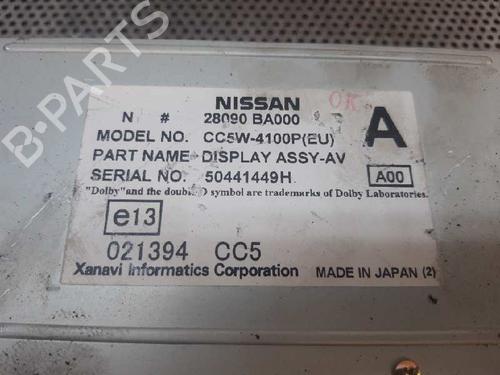 B-PARTS
NISSAN
OK
N # 28090 BA000
A
MODEL NO. CC5W-4100P(EU)
PART NAME DISPLAY ASSY-AV
SERIAL NO. 50441449H
A00
"Dolby"and the double D symbol are trademarks of Dolby Laboratories.
e13
021394 CC5
Xanavi Informatics Corporation MADE IN JAPAN (2)